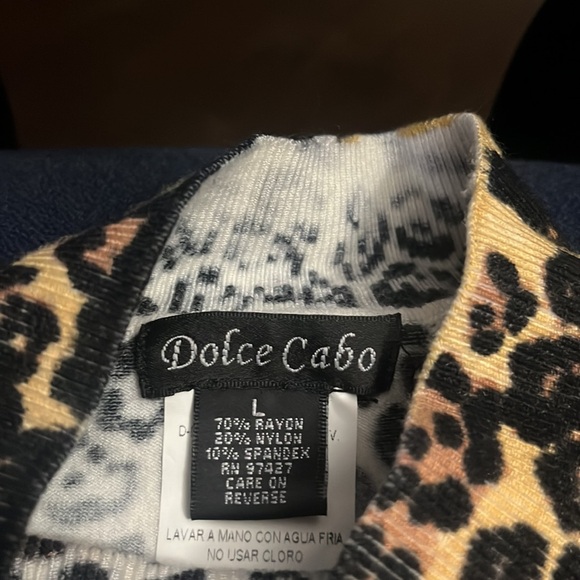 Dolce Cabo
L
70% RAYON
20% NYLON
10% SPANDEX
RN 97427
CARE ON
REVERSE
LAVAR A MANO CON AGUA FRIA
NO USAR CLORO